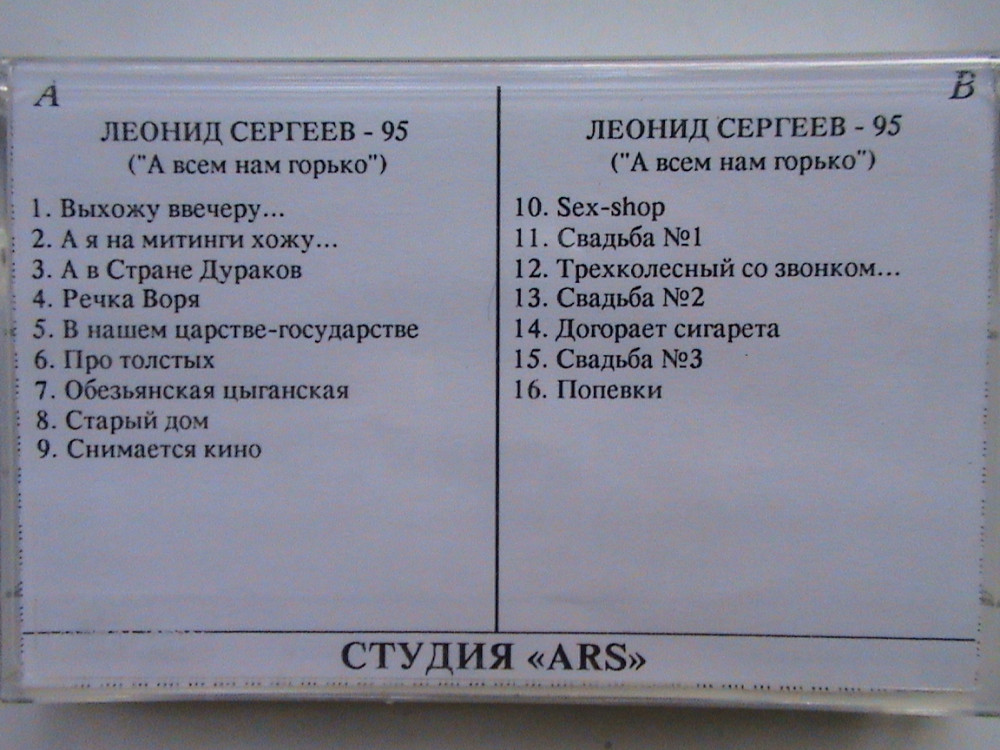 A
ЛЕОНИД СЕРГЕЕВ - 95
("А всем нам горько")
1. Выхожу ввечеру...
2. А я на митинги хожу...
3. А в Стране Дураков
4. Речка Воря
5. В нашем царстве-государстве
6. Про толстых
7. Обезьянская цыганская
8. Старый дом
9. Снимается кино
B
ЛЕОНИД СЕРГЕЕВ - 95
("А всем нам горько")
10. Sex-shop
11. Свадьба №1
12. Трехколесный со звонком...
13. Свадьба №2
14. Догорает сигарета
15. Свадьба №3
16. Попевки
СТУДИЯ «ARS»